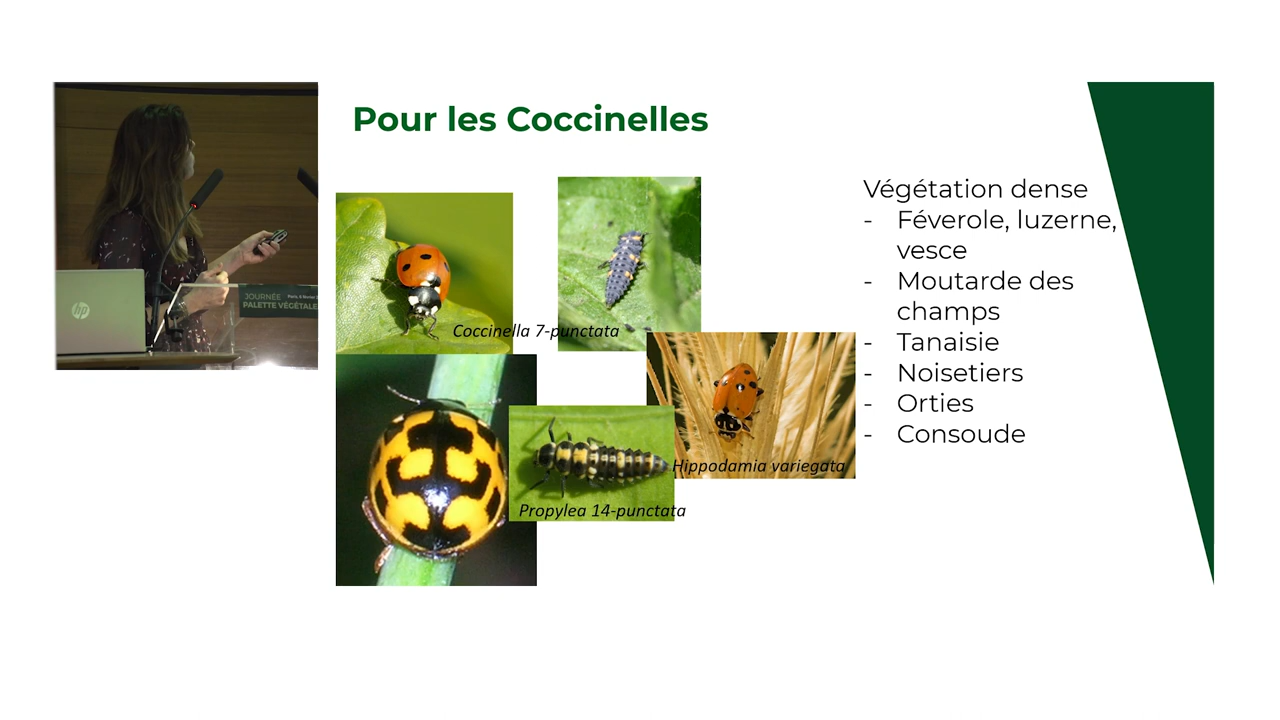 Pour les Coccinelles
Coccinella 7-punctata
Hippodamia variegata
Propylea 14-punctata
Végétation dense
- Féverole, luzerne,
vesce
- Moutarde des
champs
- Tanaisie
- Noisetiers
- Orties
- Consoude
hp
JOURNÉE
PALETTE VÉGÉTALE